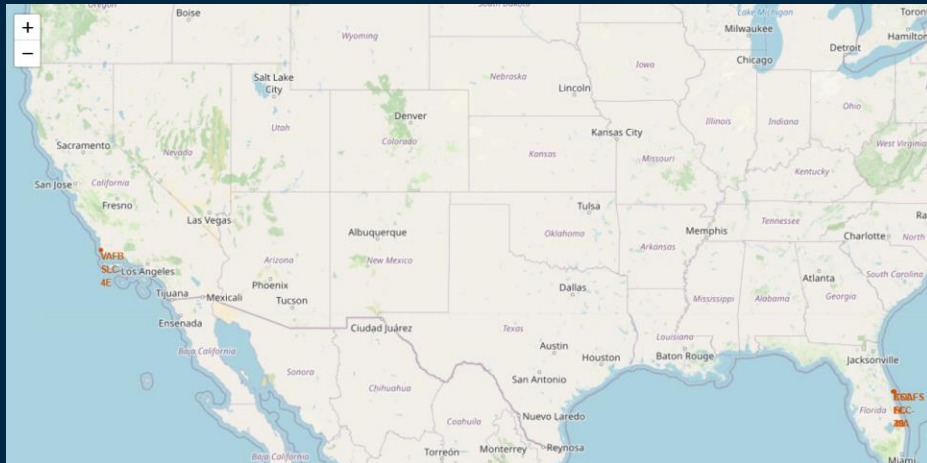 +
−
Oregon
Boise
South Dakota
Lake Michigan
Toron
Milwaukee
Hamilton
Wyoming
Detroit
Chicago
Iowa
Salt Lake
City
Nebraska
Lincoln
Ohio
Utah
Denver
Illinois
Indiana
Sacramento
Nevada
Colorado
Kansas City
West Virginia
Kansas
Missouri
San Jose
California
Kentucky
Fresno
Las Vegas
Tulsa
Ra
Tennessee
Albuquerque
Oklahoma
Memphis
Charlotte
North
VAFB
SLC-
4E
Los Angeles
Arizona
New Mexico
Arkansas
Atlanta
South Carolina
Phoenix
Tijuana
Mexicali
Tucson
Dallas
Mississippi
Alabama
Georgia
Ensenada
Ciudad Juárez
Texas
Louisiana
Baja California
Austin
Houston
Baton Rouge
Jacksonville
Sonora
San Antonio
Chihuahua
Florida
Coahuila
Nuevo Laredo
Baja California
Torreón
Monterrey
Reynosa
Miami